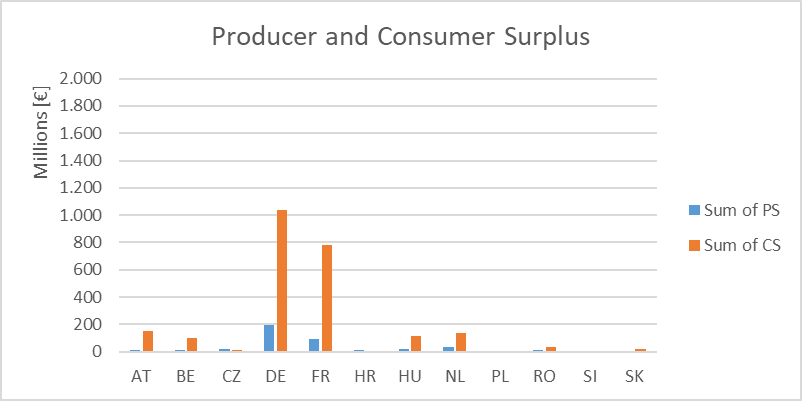 Producer and Consumer Surplus
Millions [€]
2.000
1.800
1.600
1.400
1.200
1.000
800
600
400
200
0
AT BE CZ DE FR HR HU NL PL RO SI SK
Sum of PS
Sum of CS